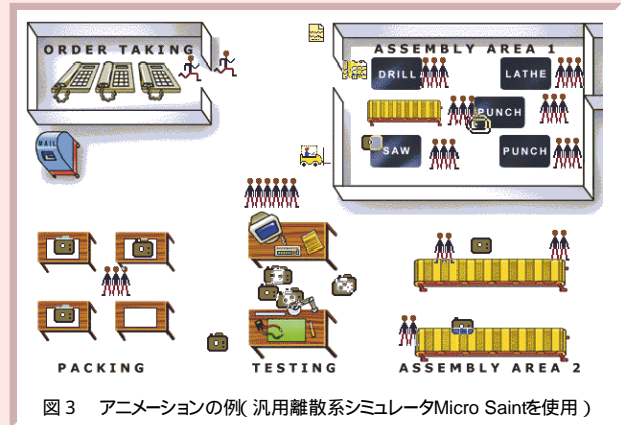 ORDER TAKING
ASSEMBLY AREA 1
DRILL
LATHE
PUNCH
SAW
PUNCH
MAIL
PACKING
TESTING
ASSEMBLY AREA 2
図3 アニメーションの例(汎用離散系シミュレータMicro Saintを使用)